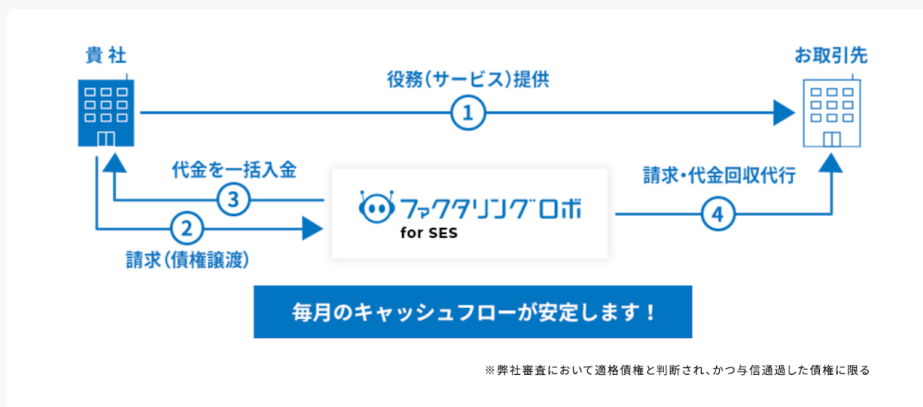 貴社
お取引先
役務（サービス）提供
1
代金を一括入金
3
請求・代金回収代行
ファクタリングロボ
for SES
4
2
請求（債権譲渡）
毎月のキャッシュフローが安定します！
※弊社審査において適格債権と判断され、かつ与信通過した債権に限る